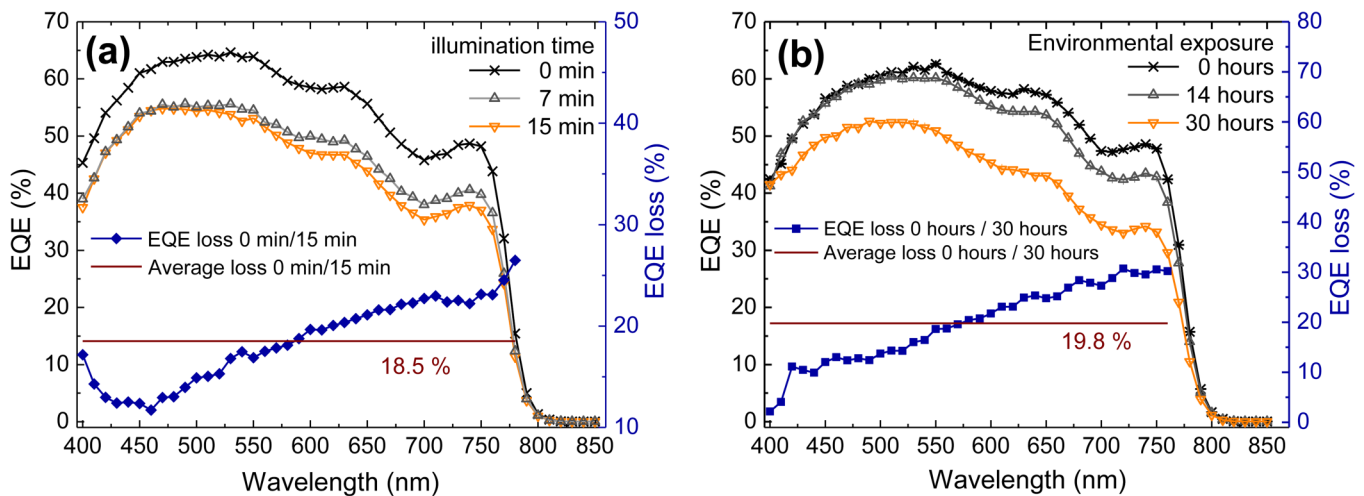 (a)
illumination time
0 min
7 min
15 min
EQE loss 0 min/15 min
Average loss 0 min/15 min
18.5 %
EQE (%)
70
60
50
40
30
20
10
0
EQE loss (%)
50
40
30
20
10
400 450 500 550 600 650 700 750 800 850
Wavelength (nm)
(b)
Environmental exposure
0 hours
14 hours
30 hours
EQE loss 0 hours / 30 hours
Average loss 0 hours / 30 hours
19.8 %
EQE (%)
70
60
50
40
30
20
10
0
EQE loss (%)
80
70
60
50
40
30
20
10
0
400 450 500 550 600 650 700 750 800 850
Wavelength (nm)